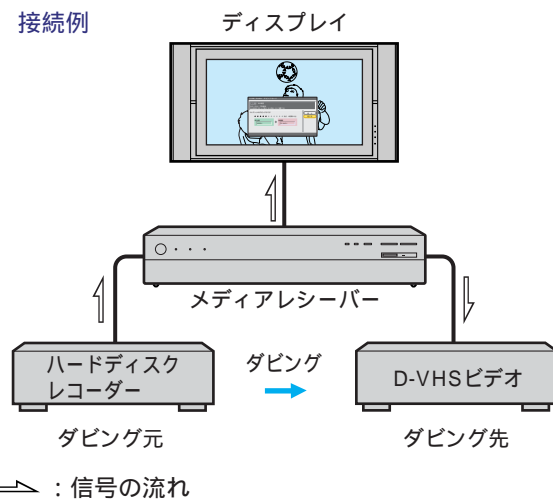 接続例
ディスプレイ
メディアレシーバー
ハードディスク
レコーダー
ダビング
D-VHSビデオ
ダビング元
ダビング先
：信号の流れ